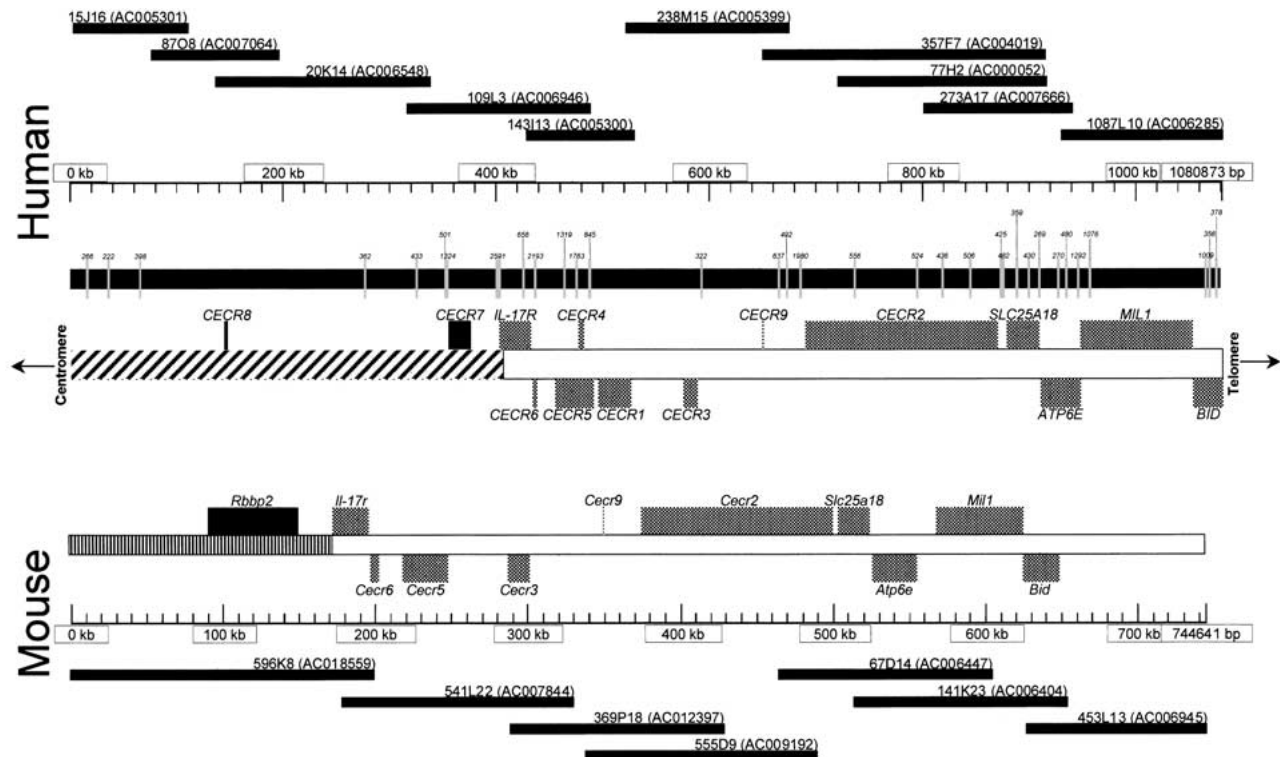 15J16 (AC005301)
238M15 (AC005399)
87O8 (AC007064)
357F7 (AC004019)
20K14 (AC006548)
77H2 (AC000052)
109L3 (AC006946)
273A17 (AC007666)
143I13 (AC005300)
1087L10 (AC006285)
Human
0 kb 200 kb 400 kb 600 kb 800 kb 1000 kb 1080873 bp
359 378
501 656 1319 845 492 425 269 480 1076 356
266 222 398 362 433 1324 2591 2193 1783 322 637 1980 556 524 436 506 462 430 270 1292 1009
CECR8 CECR7 IL-17R CECR4 CECR9 CECR2 SLC25A18 MIL1
Centromere Telomere
CECR6 CECR5 CECR1 CECR3 ATP6E BID
Mouse
Rbbp2 Il-17r Cecr9 Cecr2 Slc25a18 Mil1
Cecr6 Cecr5 Cecr3 Atp6e Bid
0 kb 100 kb 200 kb 300 kb 400 kb 500 kb 600 kb 700 kb 744641 bp
596K8 (AC018559)
67D14 (AC006447)
541L22 (AC007844)
141K23 (AC006404)
369P18 (AC012397)
453L13 (AC006945)
555D9 (AC009192)